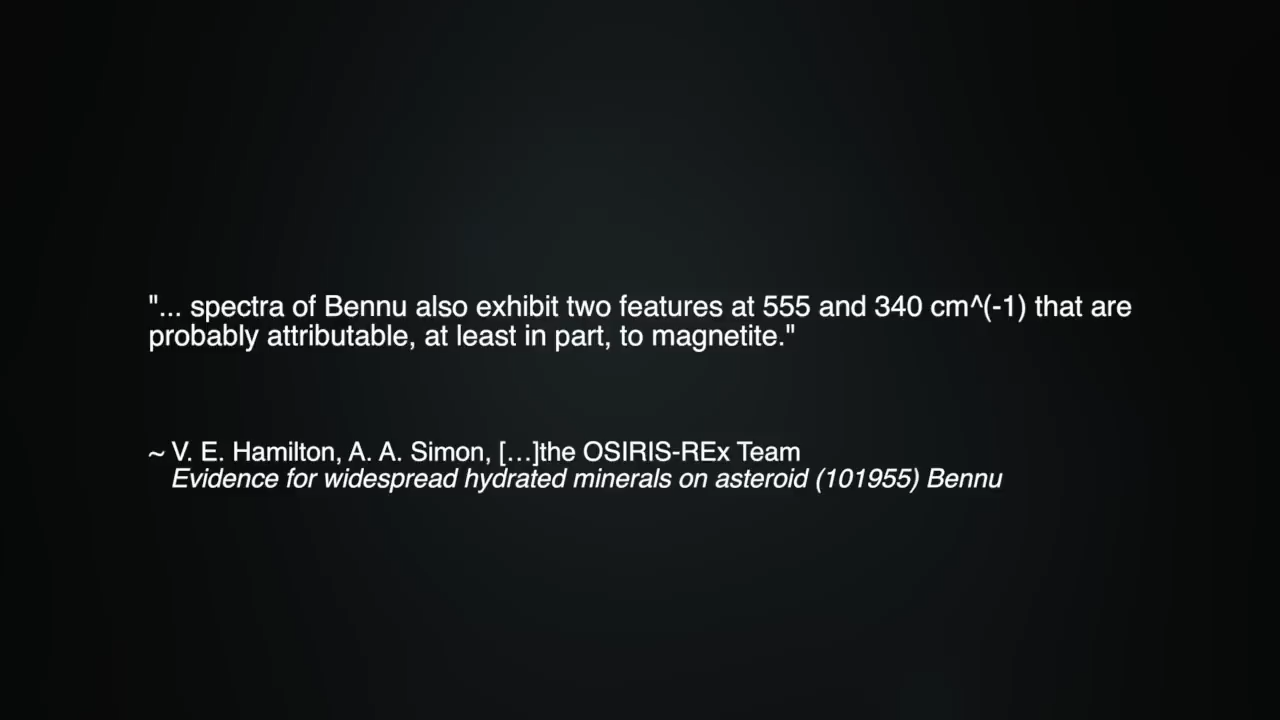 "... spectra of Bennu also exhibit two features at 555 and 340 cm^(-1) that are
probably attributable, at least in part, to magnetite."
~ V. E. Hamilton, A. A. Simon, […]the OSIRIS-REx Team
Evidence for widespread hydrated minerals on asteroid (101955) Bennu